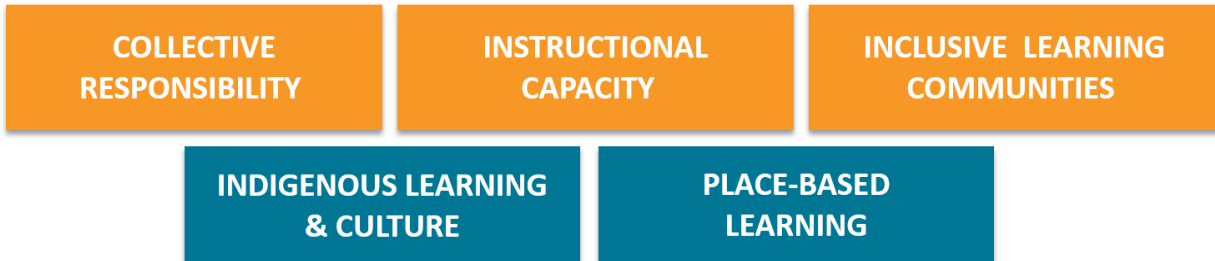 COLLECTIVE
RESPONSIBILITY
INSTRUCTIONAL
CAPACITY
INCLUSIVE LEARNING
COMMUNITIES
INDIGENOUS LEARNING
& CULTURE
PLACE-BASED
LEARNING